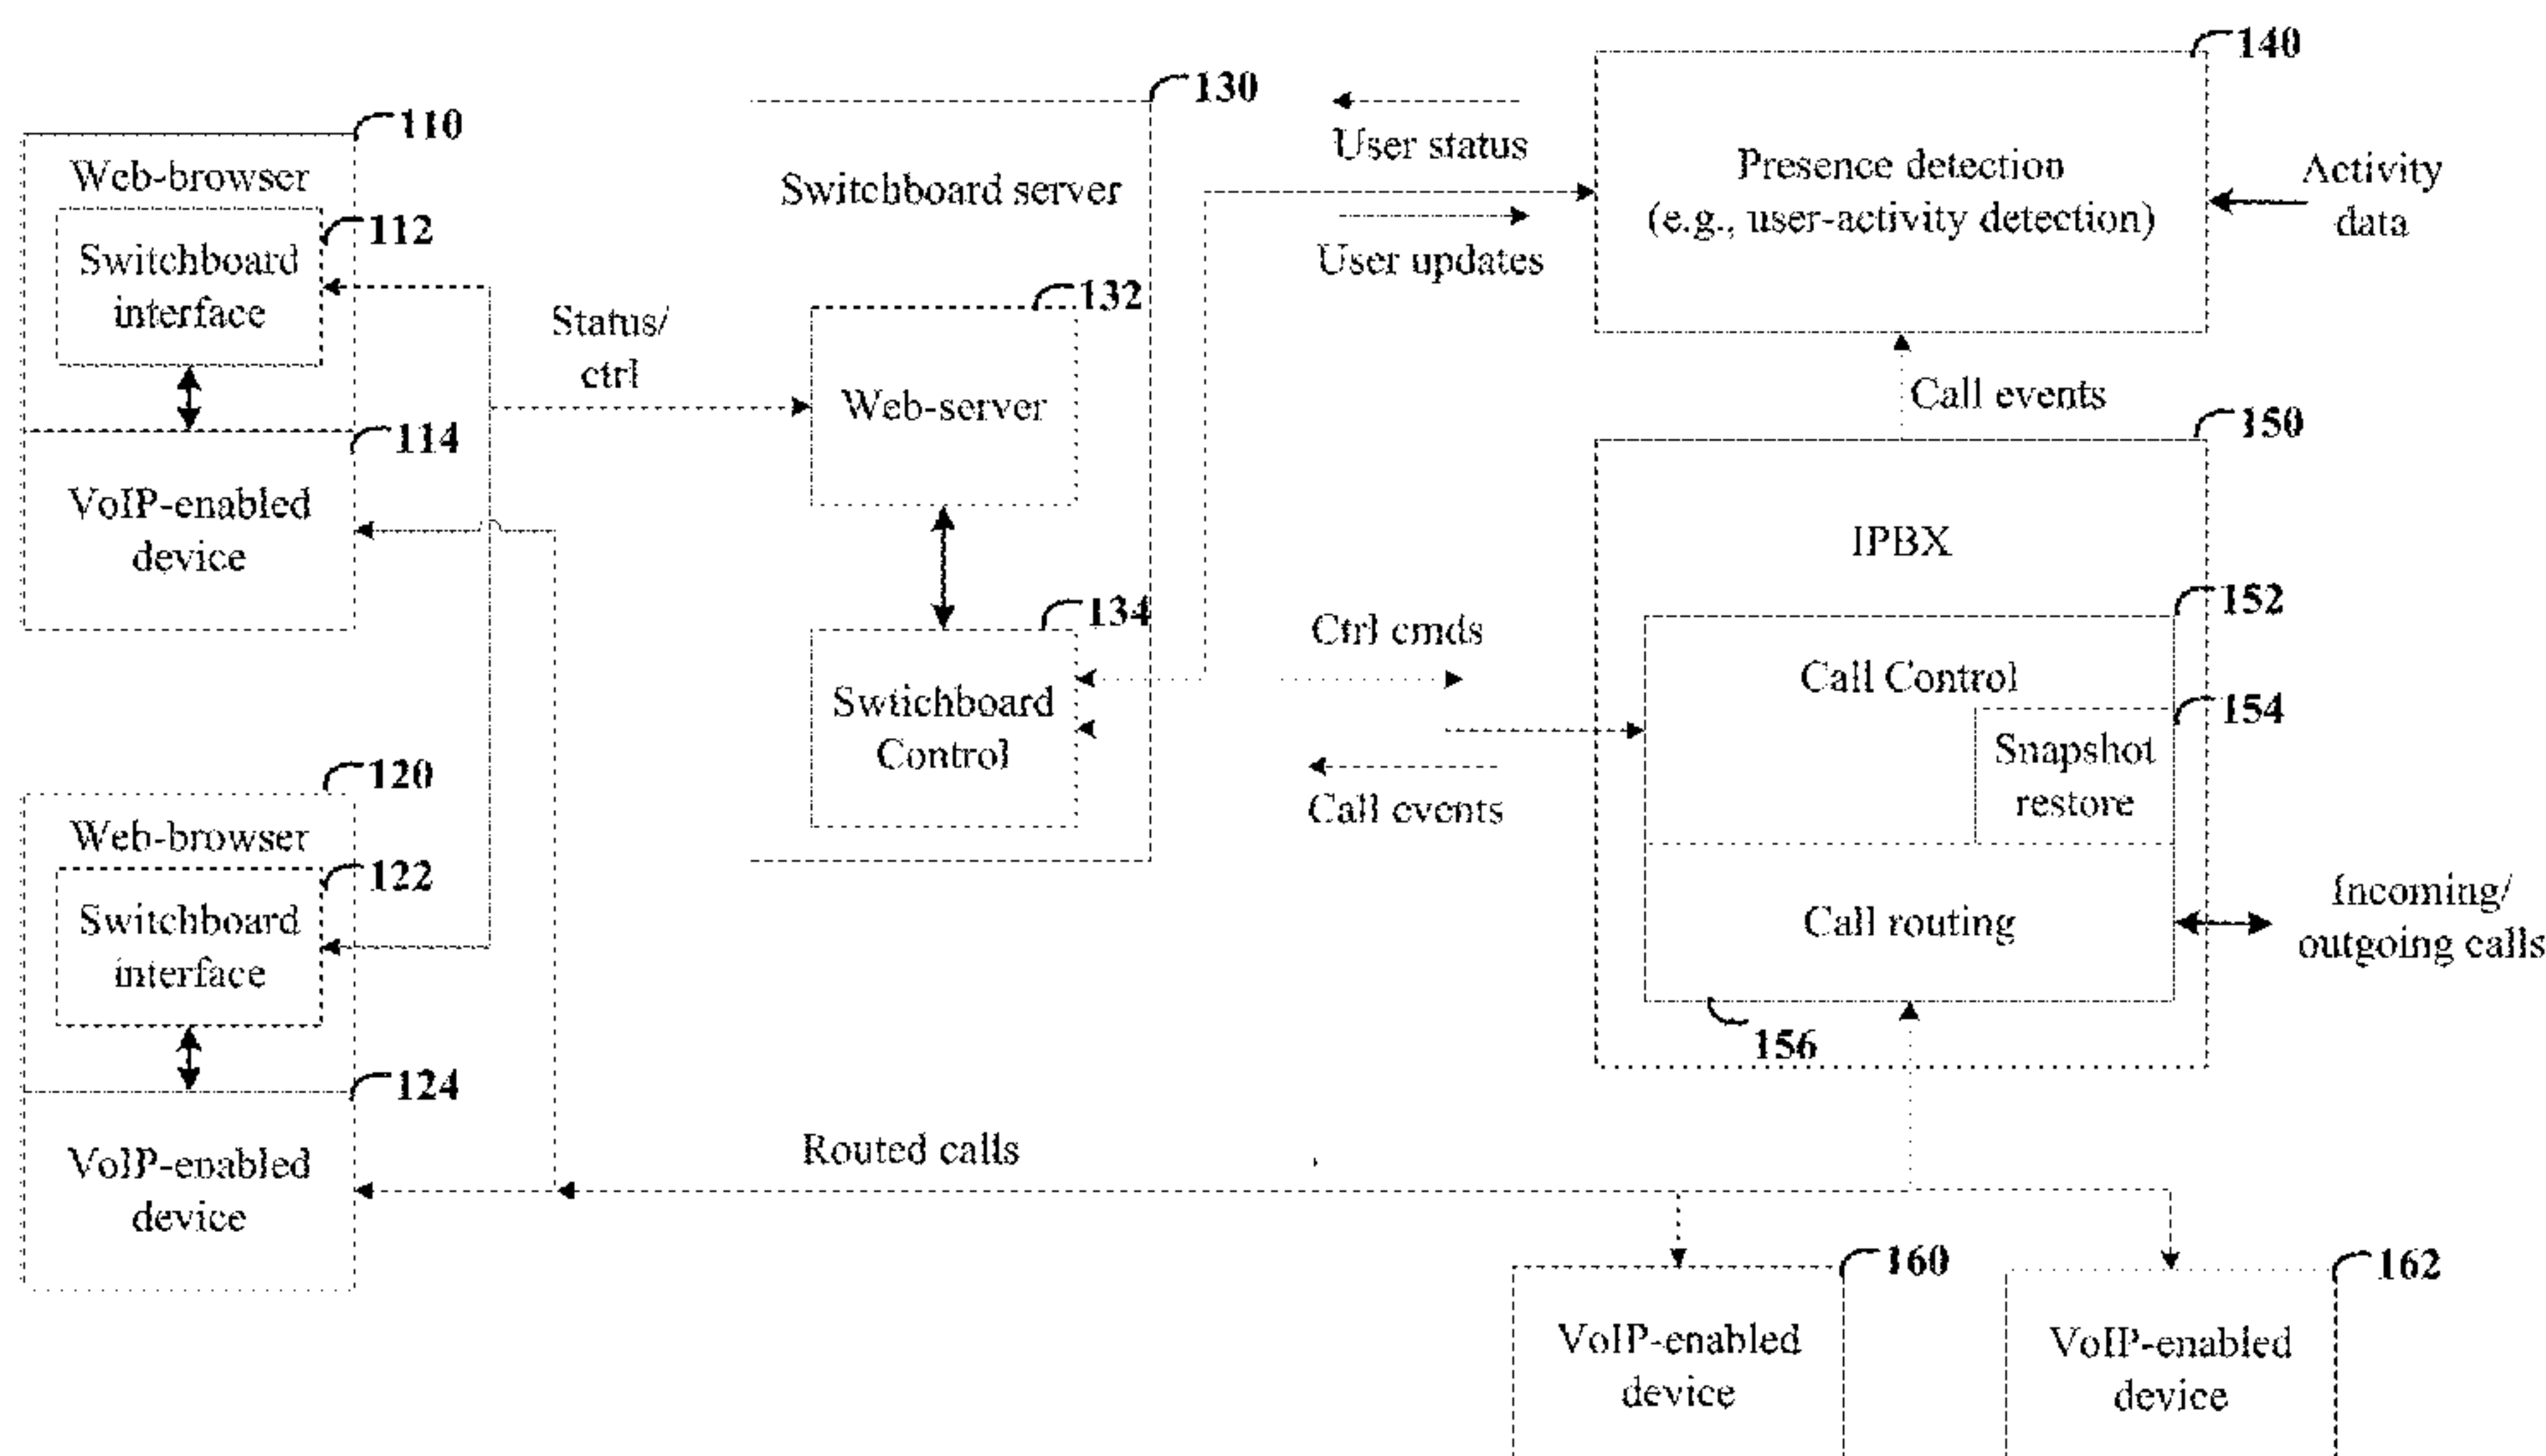 110
Web-browser
112
Switchboard
interface
114
VoIP-enabled
device
120
Web-browser
122
Switchboard
interface
124
VoIP-enabled
device
Status/
ctrl
130
Switchboard server
132
Web-server
134
Swtichboard
Control
User status
User updates
Ctrl cmds
Call events
140
Presence detection
(e.g., user-activity detection)
Activity
data
Call events
150
IPBX
152
Call Control
154
Snapshot
restore
Call routing
156
Incoming/
outgoing calls
Routed calls
160
VoIP-enabled
device
162
VoIP-enabled
device